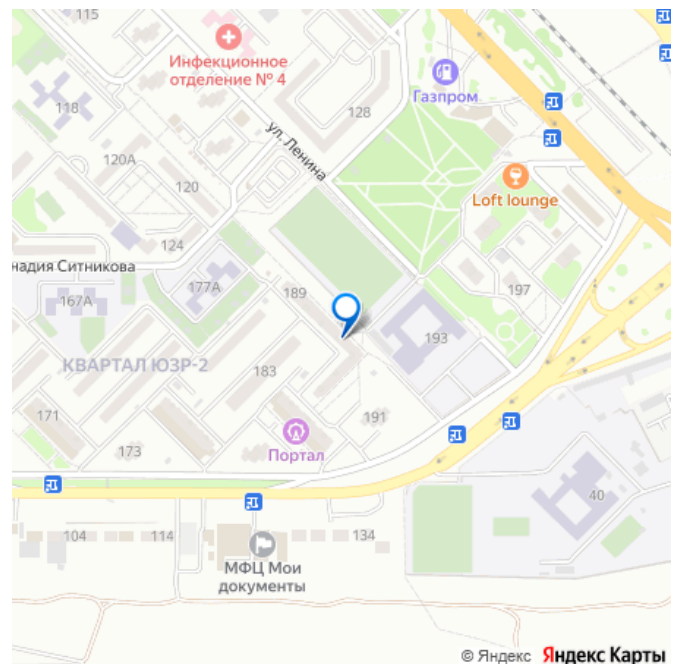 115
Инфекционное
отделение № 4
Газпром
118
128
ул. Ленина
120А
120
Loft lounge
124
надия Ситникова
177А
167А
189
197
193
КВАРТАЛ ЮЗР-2
183
171
191
173
Портал
40
104
114
134
МФЦ Мои
документы
© Яндекс Яндекс Карты